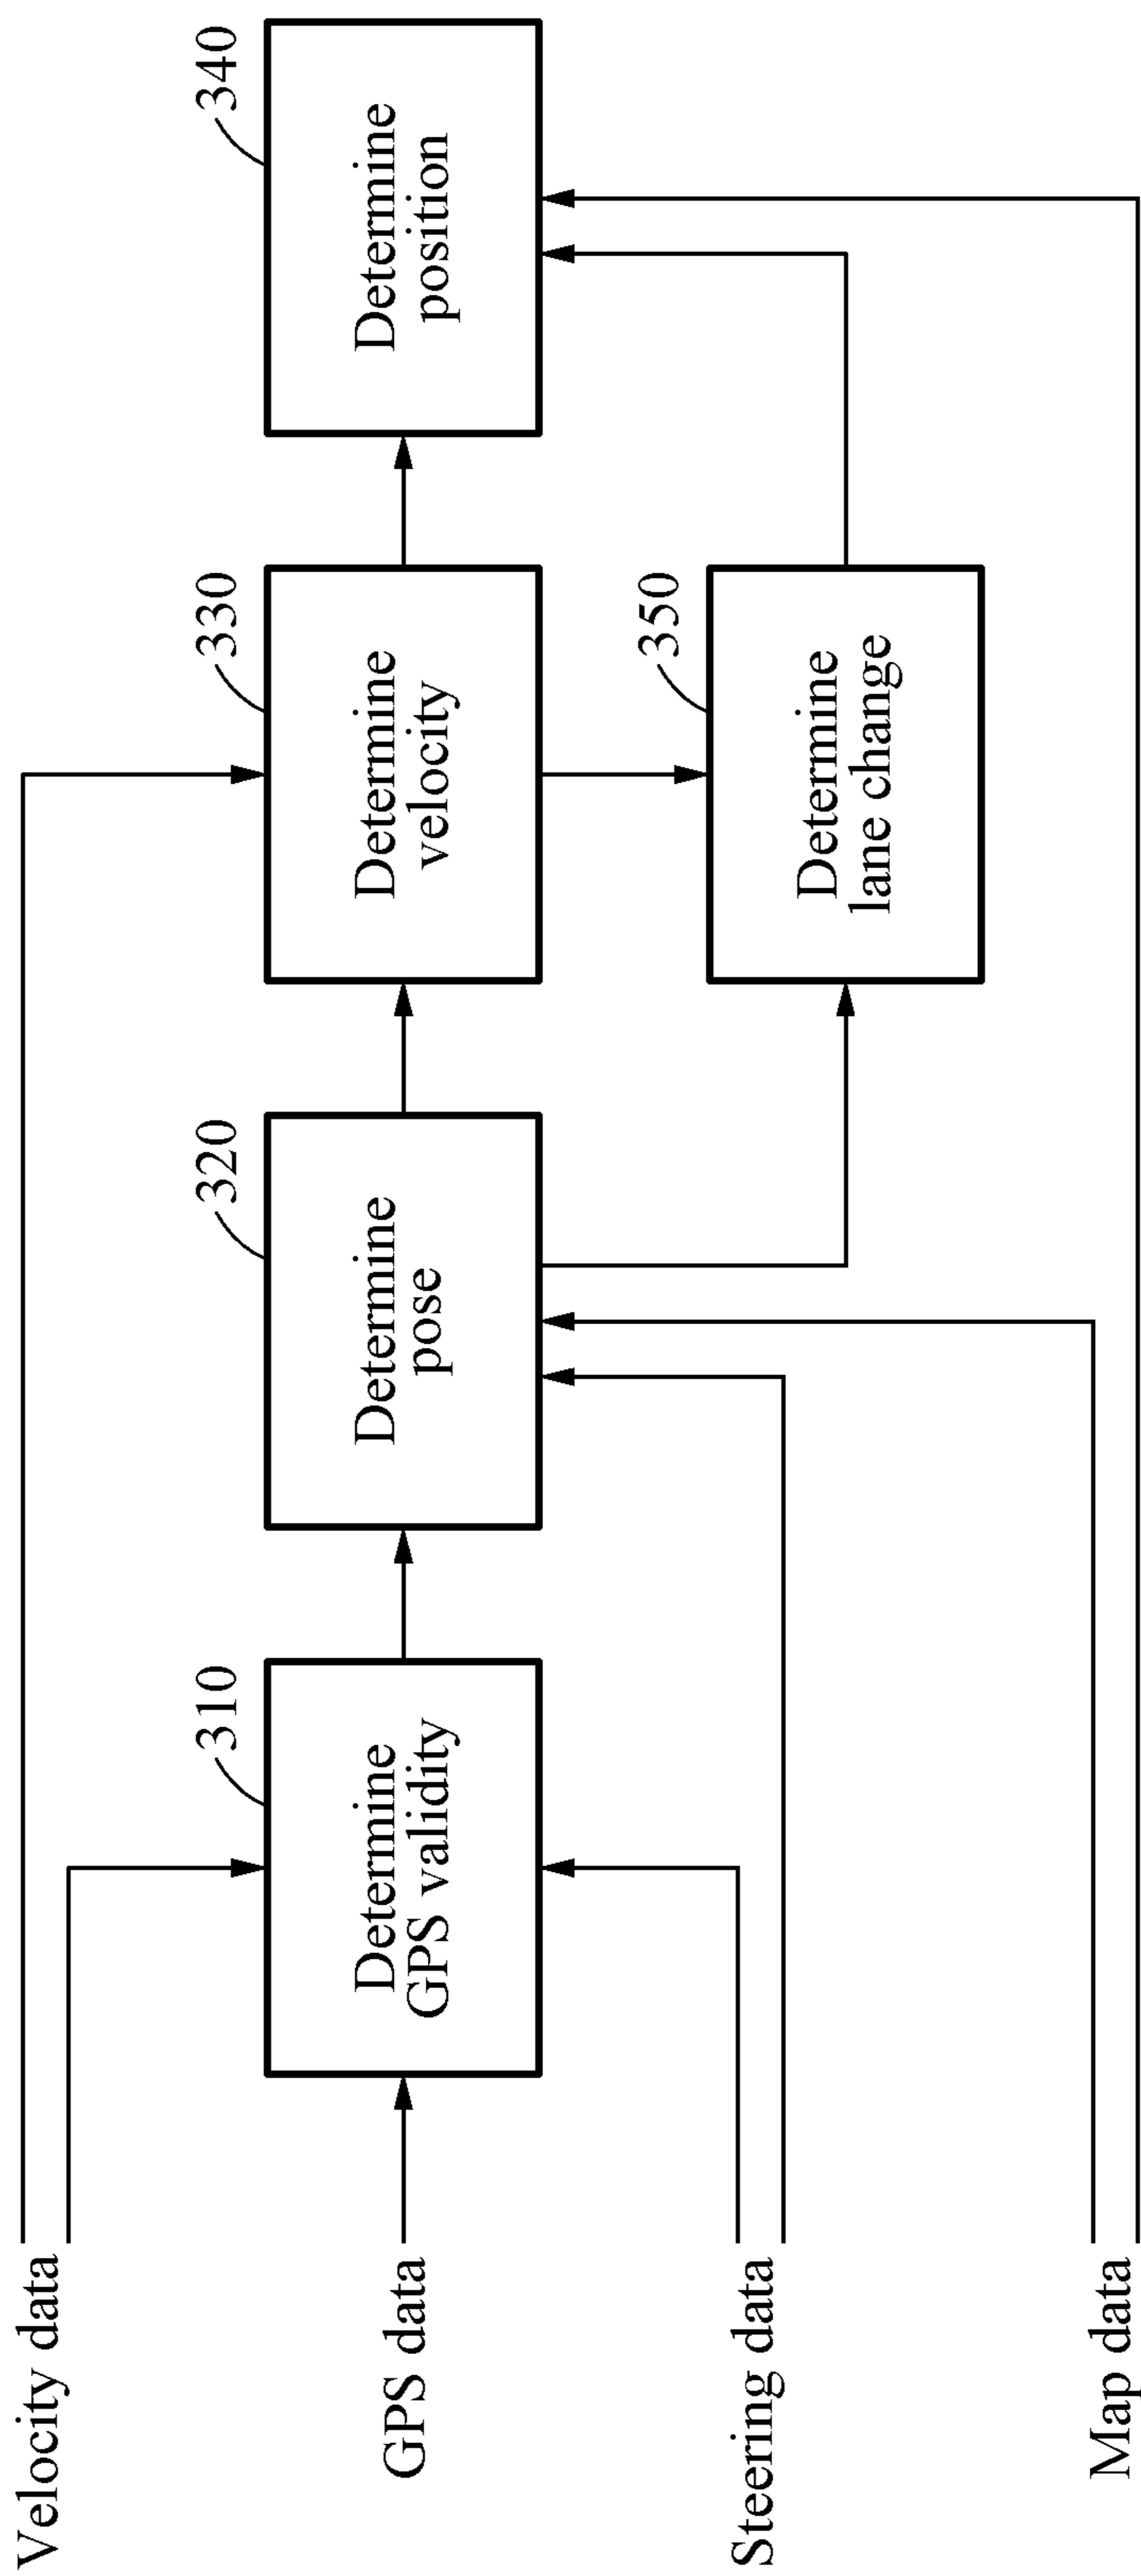 Velocity data
GPS data
Steering data
Map data
310
Determine
GPS validity
320
Determine
pose
330
Determine
velocity
340
Determine
position
350
Determine
lane change